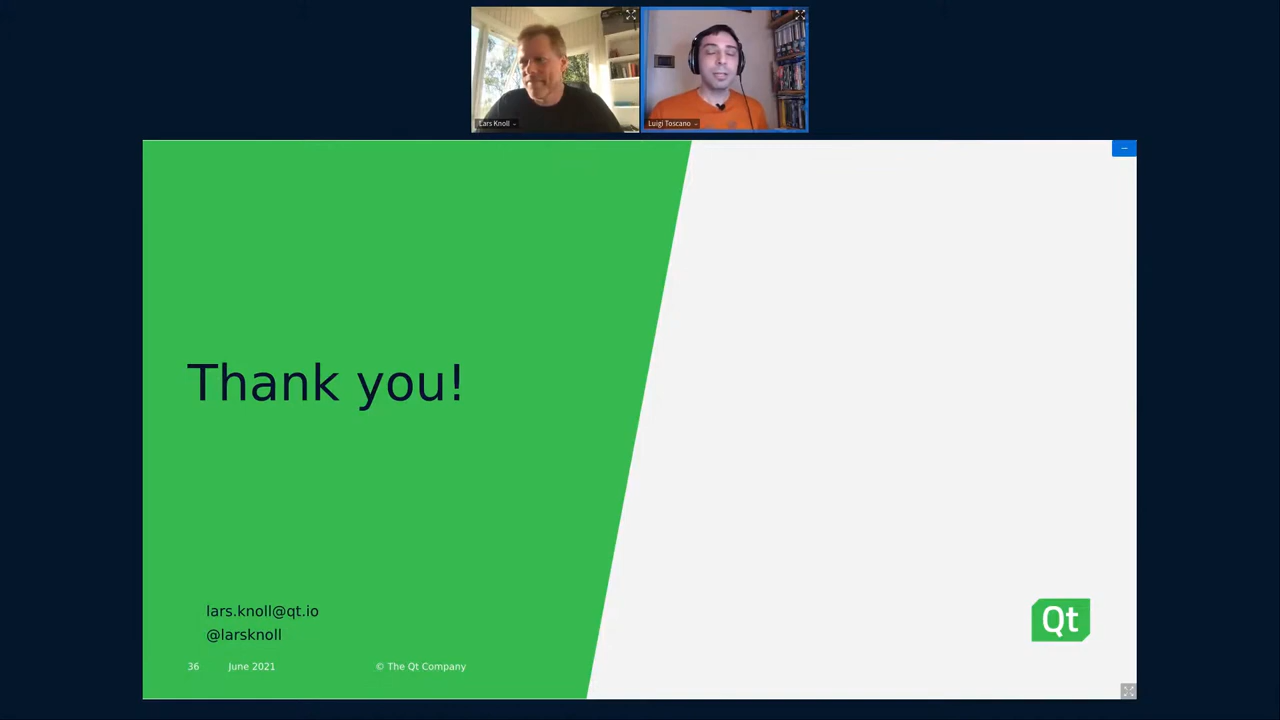 Lars Knoll
Luigi Toscano
Thank you!
lars.knoll@qt.io
@larsknoll
36 June 2021 © The Qt Company
Qt